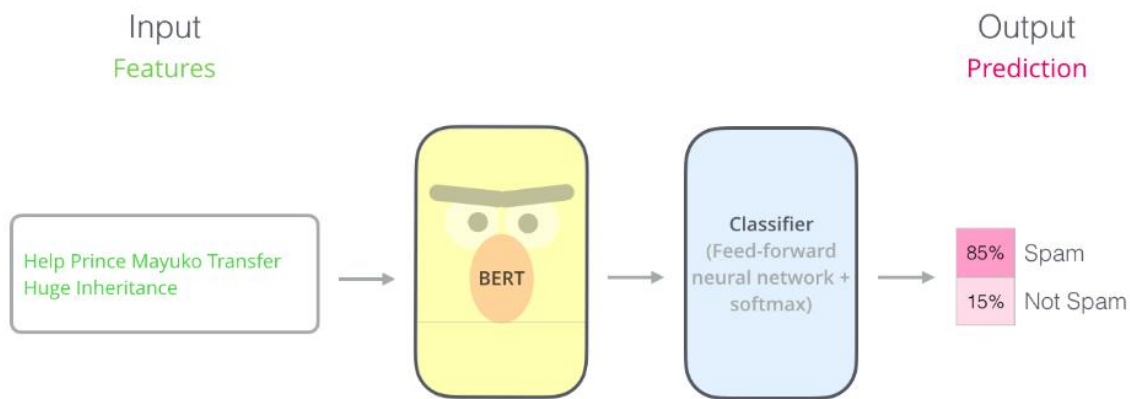 Input
Features
Output
Prediction
Help Prince Mayuko Transfer
Huge Inheritance
BERT
Classifier
(Feed-forward
neural network +
softmax)
85% Spam
15% Not Spam